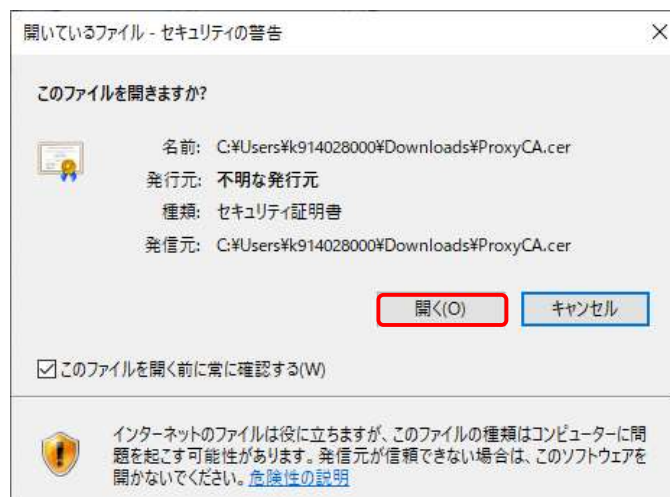 開いているファイル - セキュリティの警告
このファイルを開きますか?
名前: C:¥Users¥k914028000¥Downloads¥ProxyCA.cer
発行元: 不明な発行元
種類: セキュリティ証明書
発信元: C:¥Users¥k914028000¥Downloads¥ProxyCA.cer
開く(O) キャンセル
このファイルを開く前に常に確認する(W)
インターネットのファイルは役に立ちますが、このファイルの種類はコンピューターに問
題を起こす可能性があります。発信元が信頼できない場合は、このソフトウェアを
開かないでください。危険性の説明